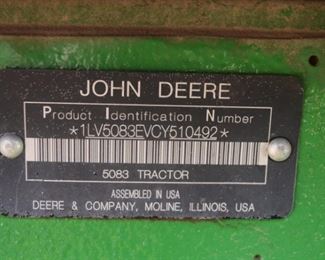 JOHN DEERE
Product Identification Number
*1LV5083EVCY510492*
5083 TRACTOR
ASSEMBLED IN USA
DEERE & COMPANY, MOLINE, ILLINOIS, USA